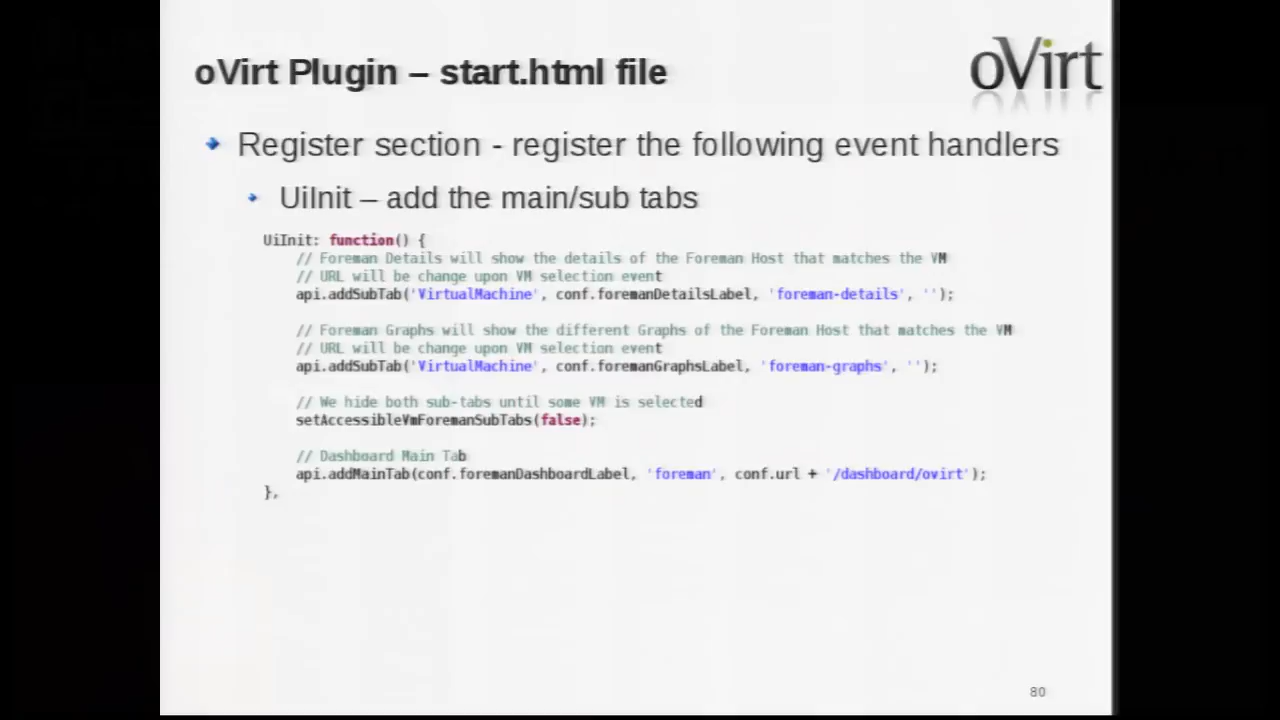 oVirt Plugin – start.html file
oVirt
Register section - register the following event handlers
UiInit – add the main/sub tabs
UiInit: function() {
// Foreman Details will show the details of the Foreman Host that matches the VM
// URL will be change upon VM selection event
api.addSubTab('VirtualMachine', conf.foremanDetailsLabel, 'foreman-details', '');
// Foreman Graphs will show the different Graphs of the Foreman Host that matches the VM
// URL will be change upon VM selection event
api.addSubTab('VirtualMachine', conf.foremanGraphsLabel, 'foreman-graphs', '');
// We hide both sub-tabs until some VM is selected
setAccessibleVmForemanSubTabs(false);
// Dashboard Main Tab
api.addMainTab(conf.foremanDashboardLabel, 'foreman', conf.url + '/dashboard/ovirt');
},
80